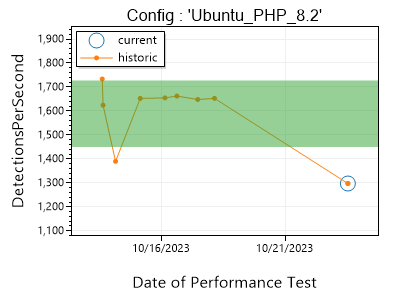 Config : 'Ubuntu_PHP_8.2'
current
historic
1,900
1,800
1,700
1,600
1,500
1,400
1,300
1,200
1,100
DetectionsPerSecond
10/16/2023
10/21/2023
Date of Performance Test